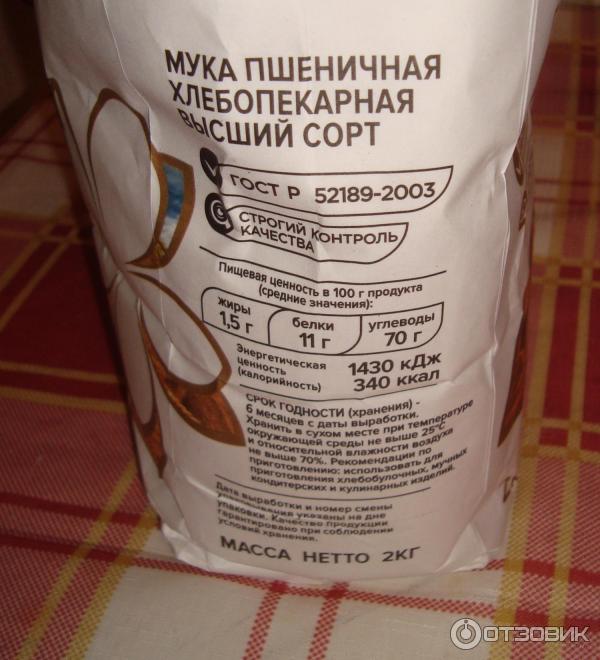 МУКА ПШЕНИЧНАЯ
ХЛЕБОПЕКАРНАЯ
ВЫСШИЙ СОРТ
ГОСТ Р 52189-2003
СТРОГИЙ КОНТРОЛЬ
КАЧЕСТВА
Пищевая ценность в 100 г продукта
(средние значения):
жиры белки углеводы
1,5 г 11 г 70 г
Энергетическая
ценность
(калорийность)
1430 кДж
340 ккал
СРОК ГОДНОСТИ (хранения) -
6 месяцев с даты выработки.
Хранить в сухом месте при температуре
окружающей среды не выше 25°C
и относительной влажности воздуха
не выше 70%. Рекомендации по
приготовлению: использовать для
приготовления хлебобулочных, мучных
кондитерских и кулинарных изделий.
Дата выработки и номер смены
упаковывания указаны на дне
упаковки. Качество продукции
гарантировано при соблюдении
условий хранения.
МАССА НЕТТО 2КГ
ОТЗОВИК